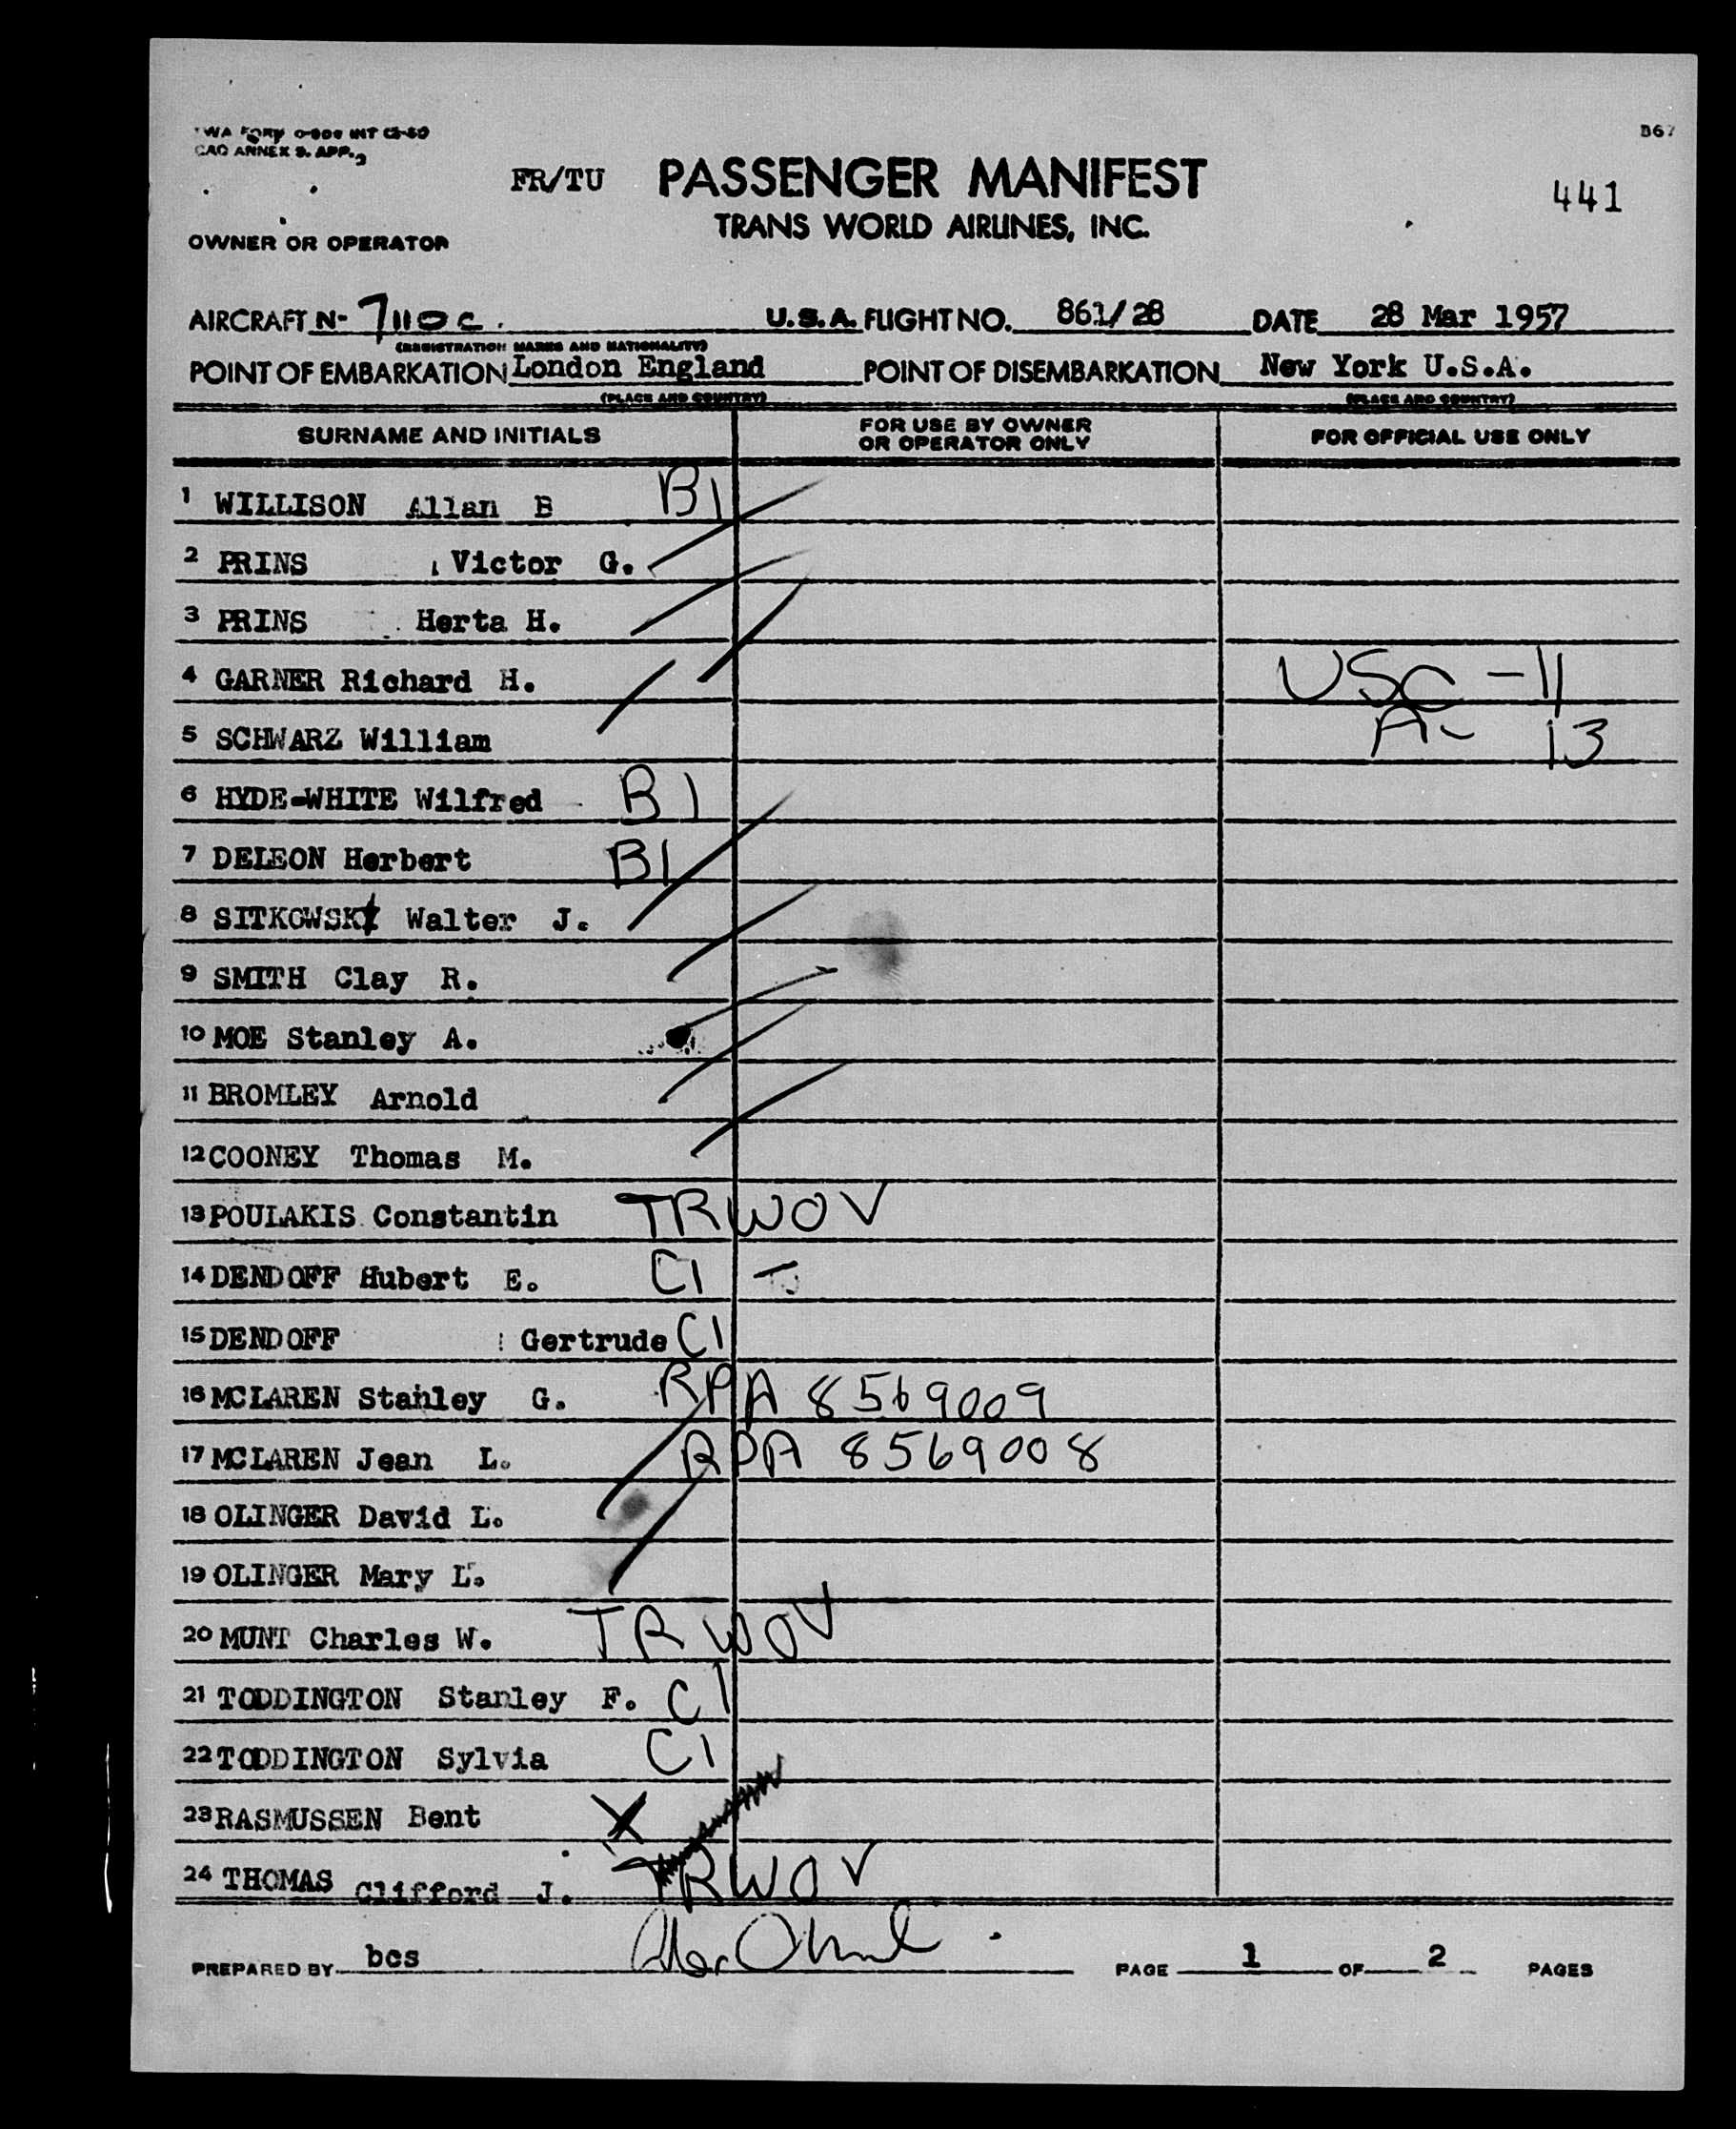 TWA FORM O-909 INT 12-50 B67
CAO ANNEX 9. APP. 2
FR/TU PASSENGER MANIFEST 441
TRANS WORLD AIRLINES, INC.
OWNER OR OPERATOR
AIRCRAFT N- 7110C. U.S.A. FLIGHT NO. 861/28 DATE 28 Mar 1957
(REGISTRATION MARKS AND NATIONALITY)
POINT OF EMBARKATION London England POINT OF DISEMBARKATION New York U.S.A.
(PLACE AND COUNTRY) (PLACE AND COUNTRY)
SURNAME AND INITIALS FOR USE BY OWNER OR OPERATOR ONLY FOR OFFICIAL USE ONLY
1 WILLISON Allan B B1
2 PRINS Victor G.
3 PRINS Herta H.
4 GARNER Richard H. USC - 11
5 SCHWARZ William A - 13
6 HYDE-WHITE Wilfred B1
7 DELEON Herbert B1
8 SITKOWSKI Walter J.
9 SMITH Clay R.
10 MOE Stanley A.
11 BROMLEY Arnold
12 COONEY Thomas M.
13 POULAKIS Constantin TRWOV
14 DENDOFF Hubert E. C1
15 DENDOFF Gertrude C1
16 MCLAREN Stanley G. RPA 8569009
17 MCLAREN Jean L. RPA 8569008
18 OLINGER David L.
19 OLINGER Mary L.
20 MUNT Charles W. TRWOV
21 TODDINGTON Stanley F. C1
22 TODDINGTON Sylvia C1
23 RASMUSSEN Bent X
24 THOMAS Clifford J. TRWOV
PREPARED BY bcs PAGE 1 OF 2 PAGES